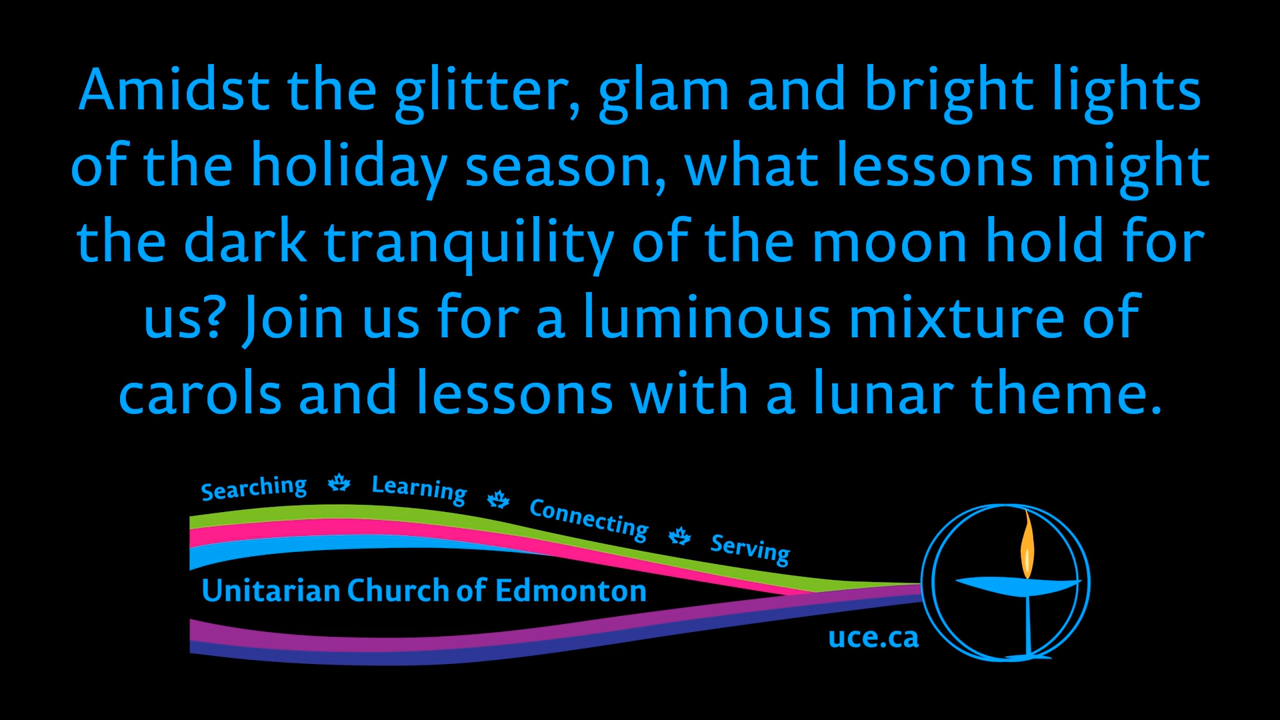 Amidst the glitter, glam and bright lights
of the holiday season, what lessons might
the dark tranquility of the moon hold for
us? Join us for a luminous mixture of
carols and lessons with a lunar theme.
Searching Learning Connecting Serving
Unitarian Church of Edmonton
uce.ca